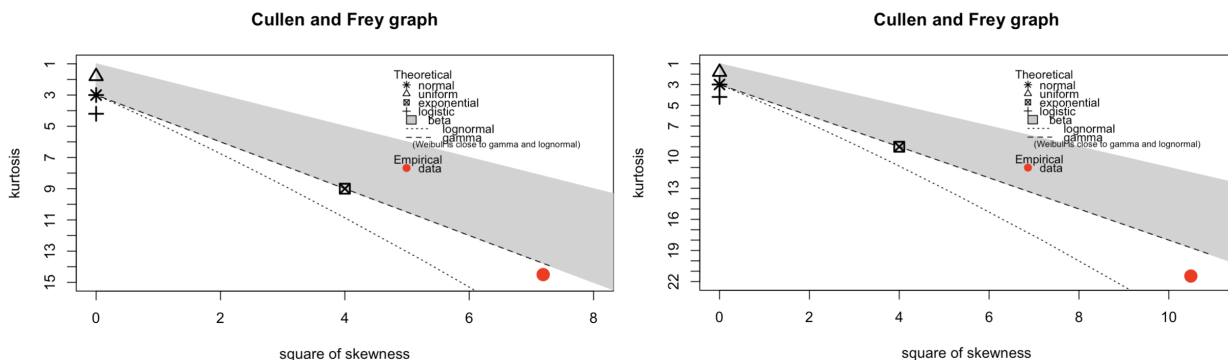 Cullen and Frey graph
kurtosis
1
3
5
7
9
11
13
15
Theoretical
normal
uniform
exponential
logistic
beta
lognormal
gamma
(Weibull is close to gamma and lognormal)
Empirical
data
0
2
4
6
8
square of skewness
Cullen and Frey graph
kurtosis
1
3
5
7
9
11
13
16
19
22
Theoretical
normal
uniform
exponential
logistic
beta
lognormal
gamma
(Weibull is close to gamma and lognormal)
Empirical
data
0
2
4
6
8
10
square of skewness